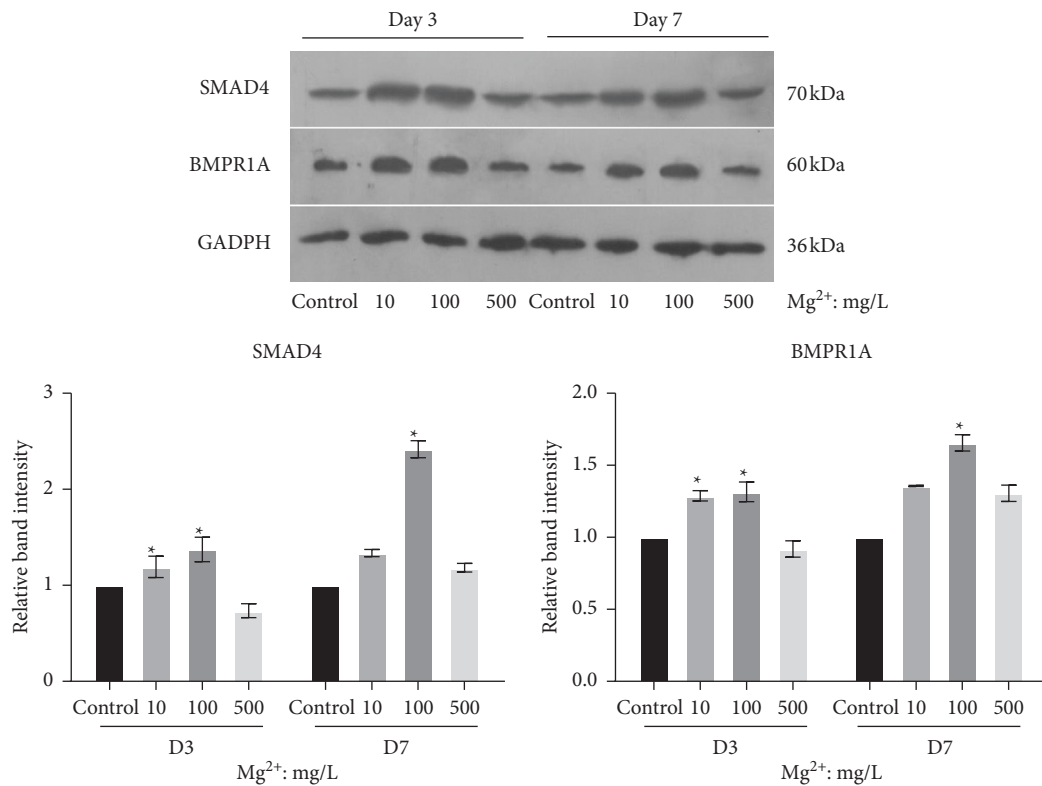 Day 3 Day 7
SMAD4 70 kDa
BMPR1A 60 kDa
GADPH 36 kDa
Control 10 100 500 Control 10 100 500 Mg²⁺: mg/L
SMAD4
Relative band intensity
3
2
1
0
* * *
Control 10 100 500 Control 10 100 500
D3 D7
Mg²⁺: mg/L
BMPR1A
Relative band intensity
2.0
1.5
1.0
0.5
0.0
* * *
Control 10 100 500 Control 10 100 500
D3 D7
Mg²⁺: mg/L